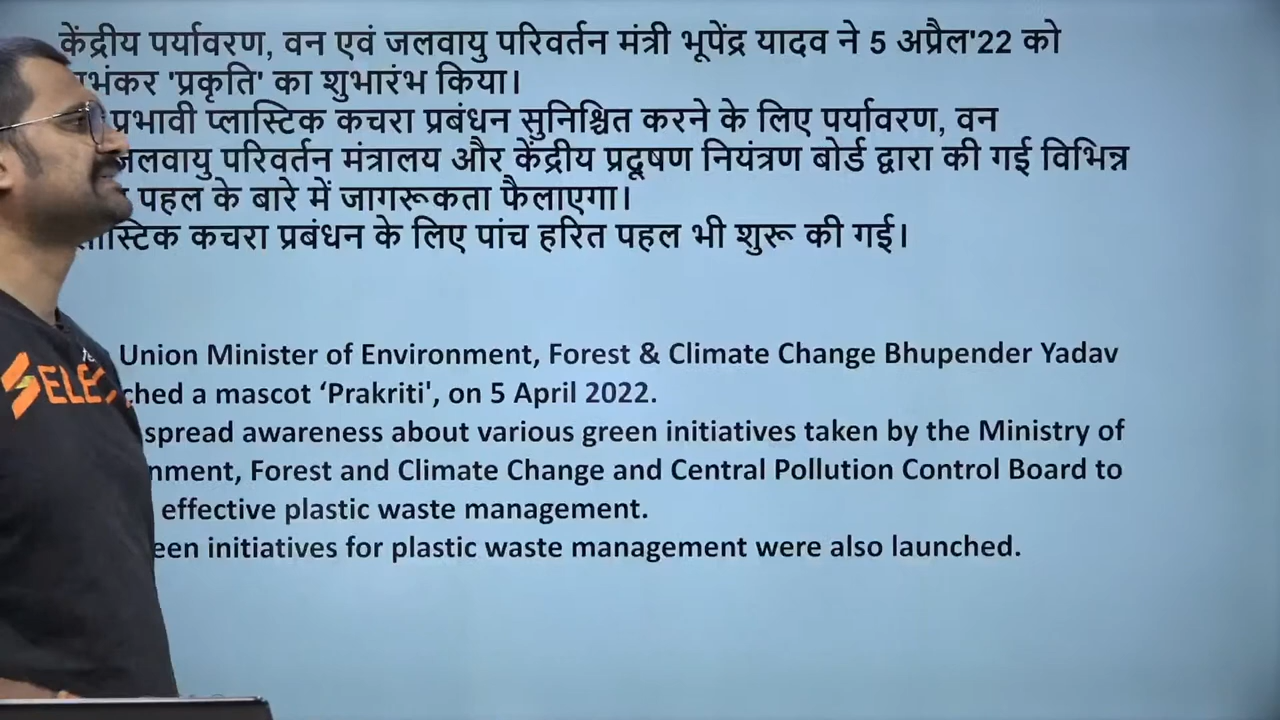 केंद्रीय पर्यावरण, वन एवं जलवायु परिवर्तन मंत्री भूपेंद्र यादव ने 5 अप्रैल'22 को
'प्रकृति' का शुभारंभ किया।
प्रभावी प्लास्टिक कचरा प्रबंधन सुनिश्चित करने के लिए पर्यावरण, वन
जलवायु परिवर्तन मंत्रालय और केंद्रीय प्रदूषण नियंत्रण बोर्ड द्वारा की गई विभिन्न
पहल के बारे में जागरूकता फैलाएगा।
कचरा प्रबंधन के लिए पांच हरित पहल भी शुरू की गई।
Union Minister of Environment, Forest & Climate Change Bhupender Yadav
a mascot ‘Prakriti', on 5 April 2022.
spread awareness about various green initiatives taken by the Ministry of
Forest and Climate Change and Central Pollution Control Board to
effective plastic waste management.
initiatives for plastic waste management were also launched.